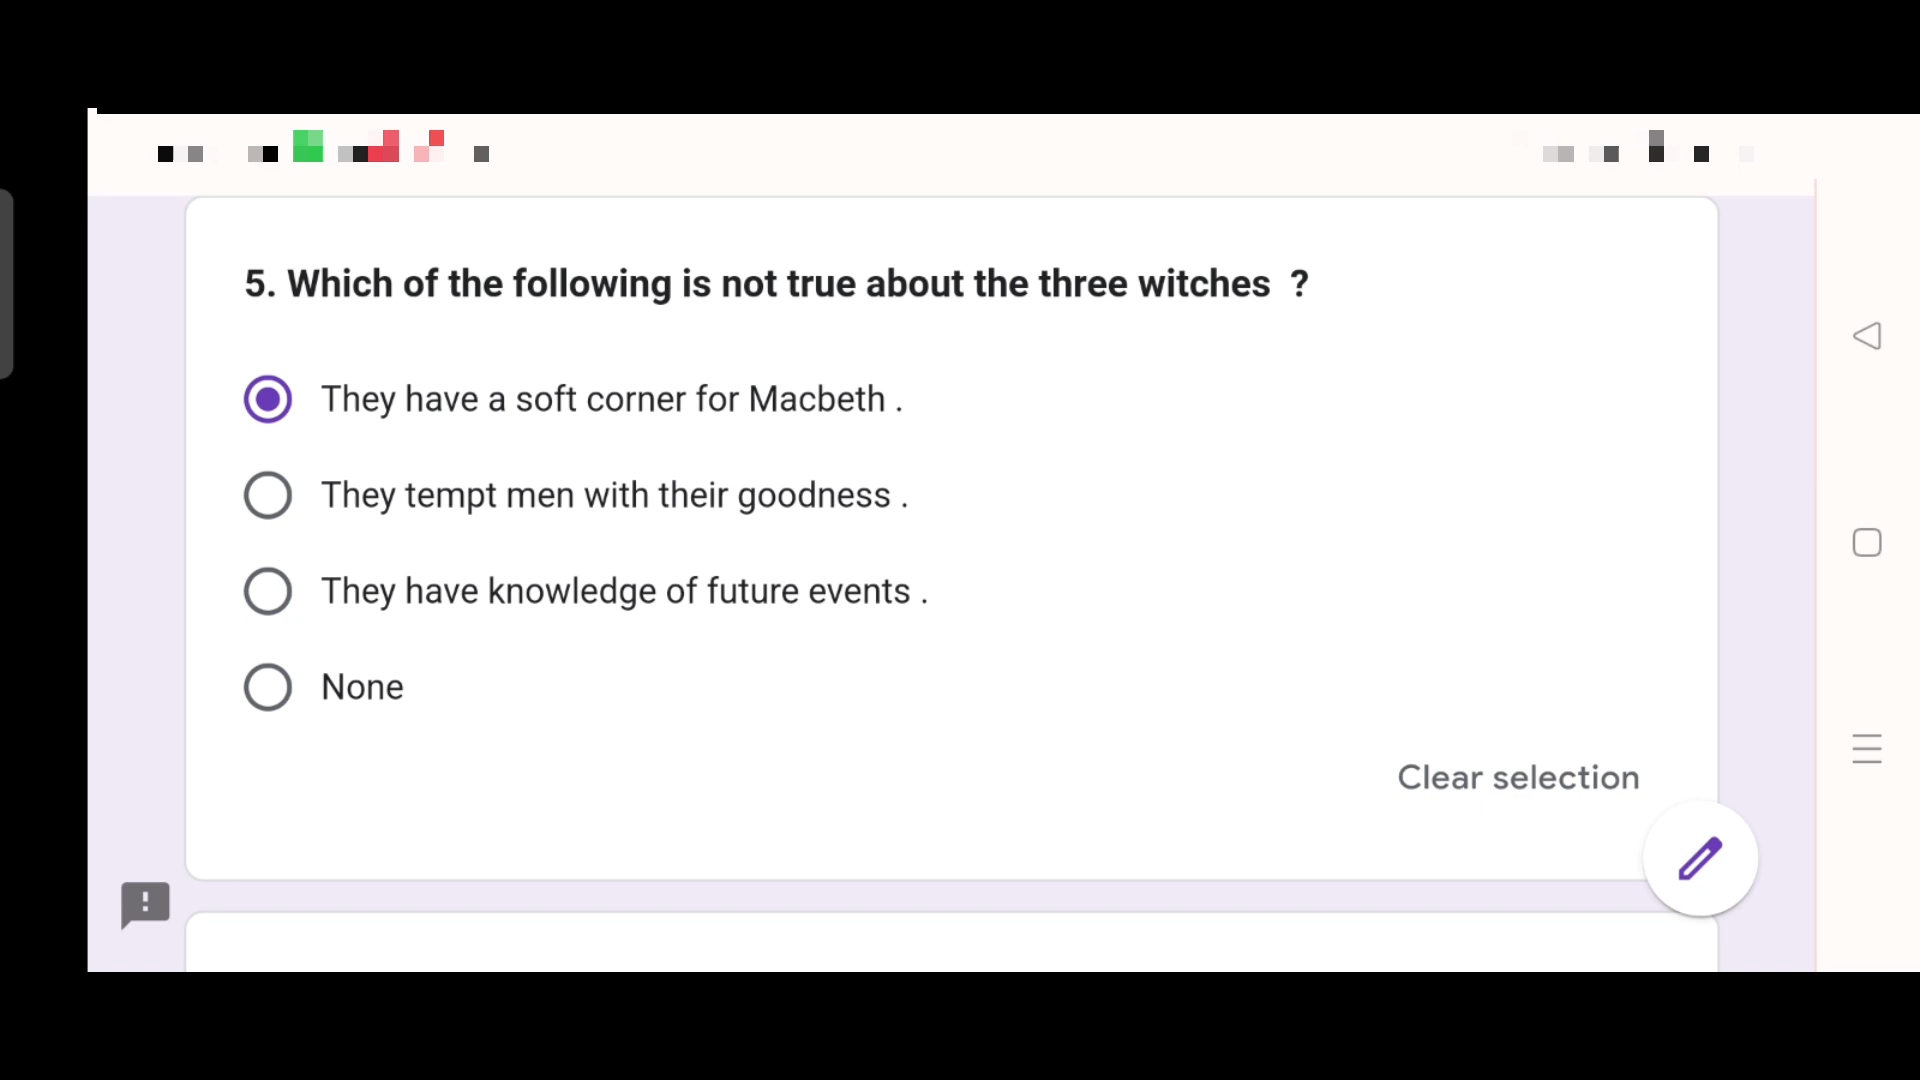 5. Which of the following is not true about the three witches  ?
They have a soft corner for Macbeth .
They tempt men with their goodness .
They have knowledge of future events .
None
Clear selection